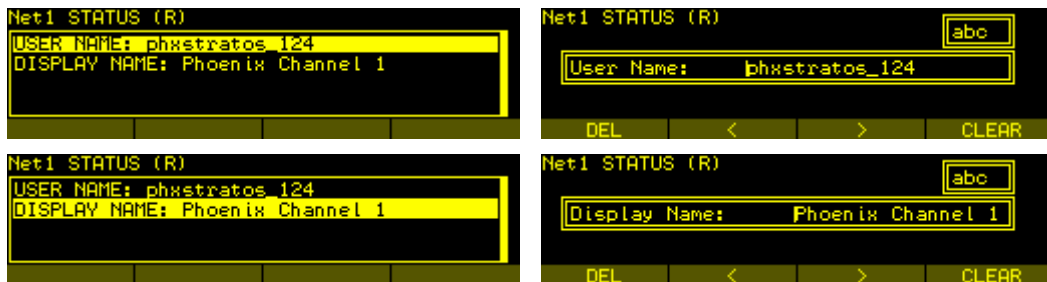 Net1 STATUS (R)
USER NAME: phxstratos_124
DISPLAY NAME: Phoenix Channel 1
Net1 STATUS (R)
abc
User Name: phxstratos_124
DEL < > CLEAR
Net1 STATUS (R)
USER NAME: phxstratos_124
DISPLAY NAME: Phoenix Channel 1
Net1 STATUS (R)
abc
Display Name: Phoenix Channel 1
DEL < > CLEAR